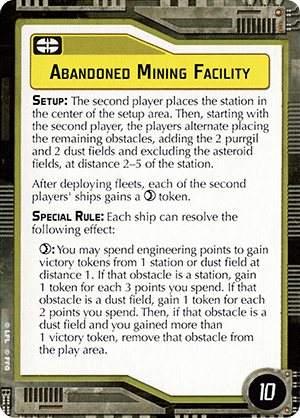 ABANDONED MINING FACILITY
SETUP: The second player places the station in
the center of the setup area. Then, starting with
the second player, the players alternate placing
the remaining obstacles, adding the 2 purrgil
and 2 dust fields and excluding the asteroid
fields, at distance 2–5 of the station.
After deploying fleets, each of the second
players' ships gains a token.
SPECIAL RULE: Each ship can resolve the
following effect:
: You may spend engineering points to gain
victory tokens from 1 station or dust field at
distance 1. If that obstacle is a station, gain
1 token for each 3 points you spend. If that
obstacle is a dust field, gain 1 token for each
2 points you spend. Then, if that obstacle is a
dust field and you gained more than
1 victory token, remove that obstacle from
the play area.
© LFL © FFG
10